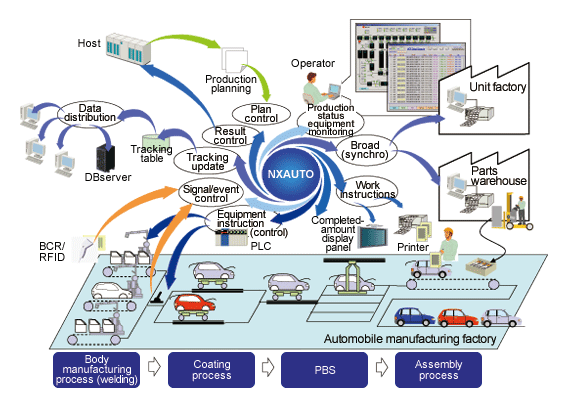 Host
Production
planning
Operator
Plan
control
Production
status
equipment
monitoring
Unit factory
Data
distribution
Result
control
Broad
(synchro)
Tracking
table
Tracking
update
DBserver
NXAUTO
Parts
warehouse
Signal/event
control
Work
instructions
Equipment
instruction
(Control)
PLC
Completed-
amount
display
panel
Printer
BCR/
RFID
Automobile manufacturing factory
Body
manufacturing
process (welding)
Coating
process
PBS
Assembly
process